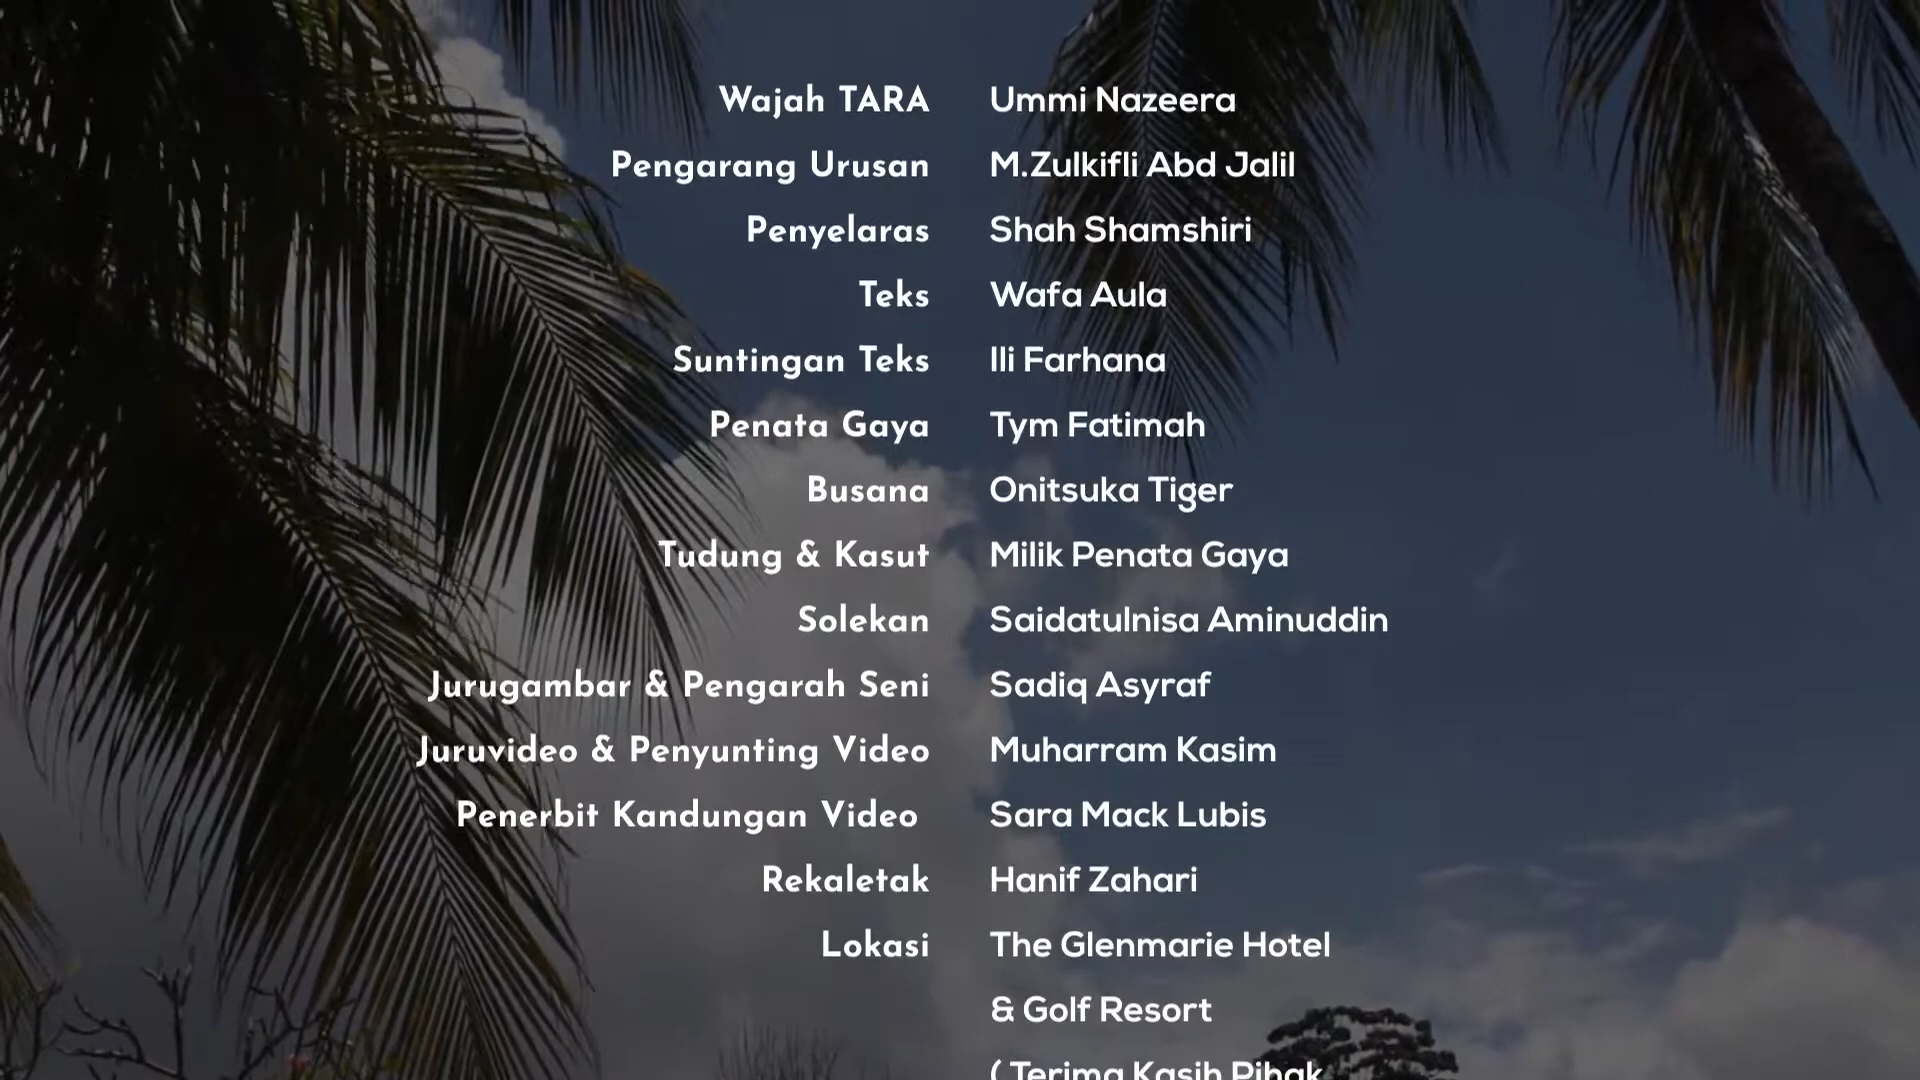 Wajah TARA Ummi Nazeera
Pengarang Urusan M.Zulkifli Abd Jalil
Penyelaras Shah Shamshiri
Teks Wafa Aula
Suntingan Teks Ili Farhana
Penata Gaya Tym Fatimah
Busana Onitsuka Tiger
Tudung & Kasut Milik Penata Gaya
Solekan Saidatulnisa Aminuddin
Jurugambar & Pengarah Seni Sadiq Asyraf
Juruvideo & Penyunting Video Muharram Kasim
Penerbit Kandungan Video Sara Mack Lubis
Rekaletak Hanif Zahari
Lokasi The Glenmarie Hotel
& Golf Resort
( Terima Kasih Pihak